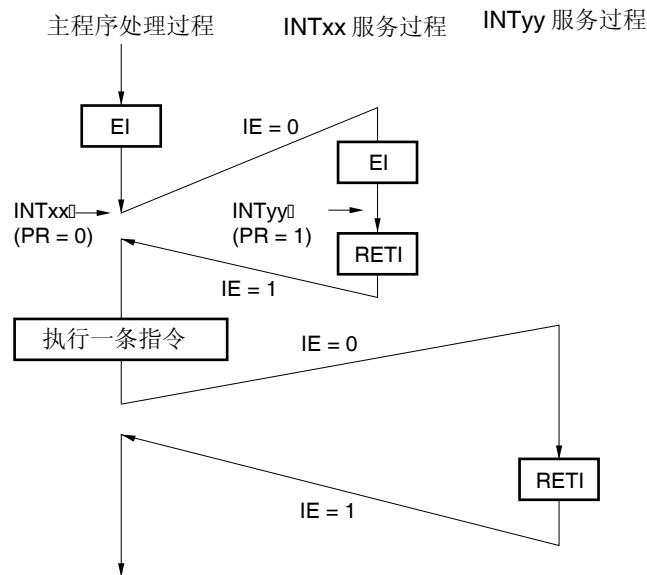 主程序处理过程
INTxx 服务过程
INTyy 服务过程
EI
IE = 0
EI
INTxx
(PR = 0)
INTyy
(PR = 1)
RETI
IE = 1
执行一条指令
IE = 0
RETI
IE = 1